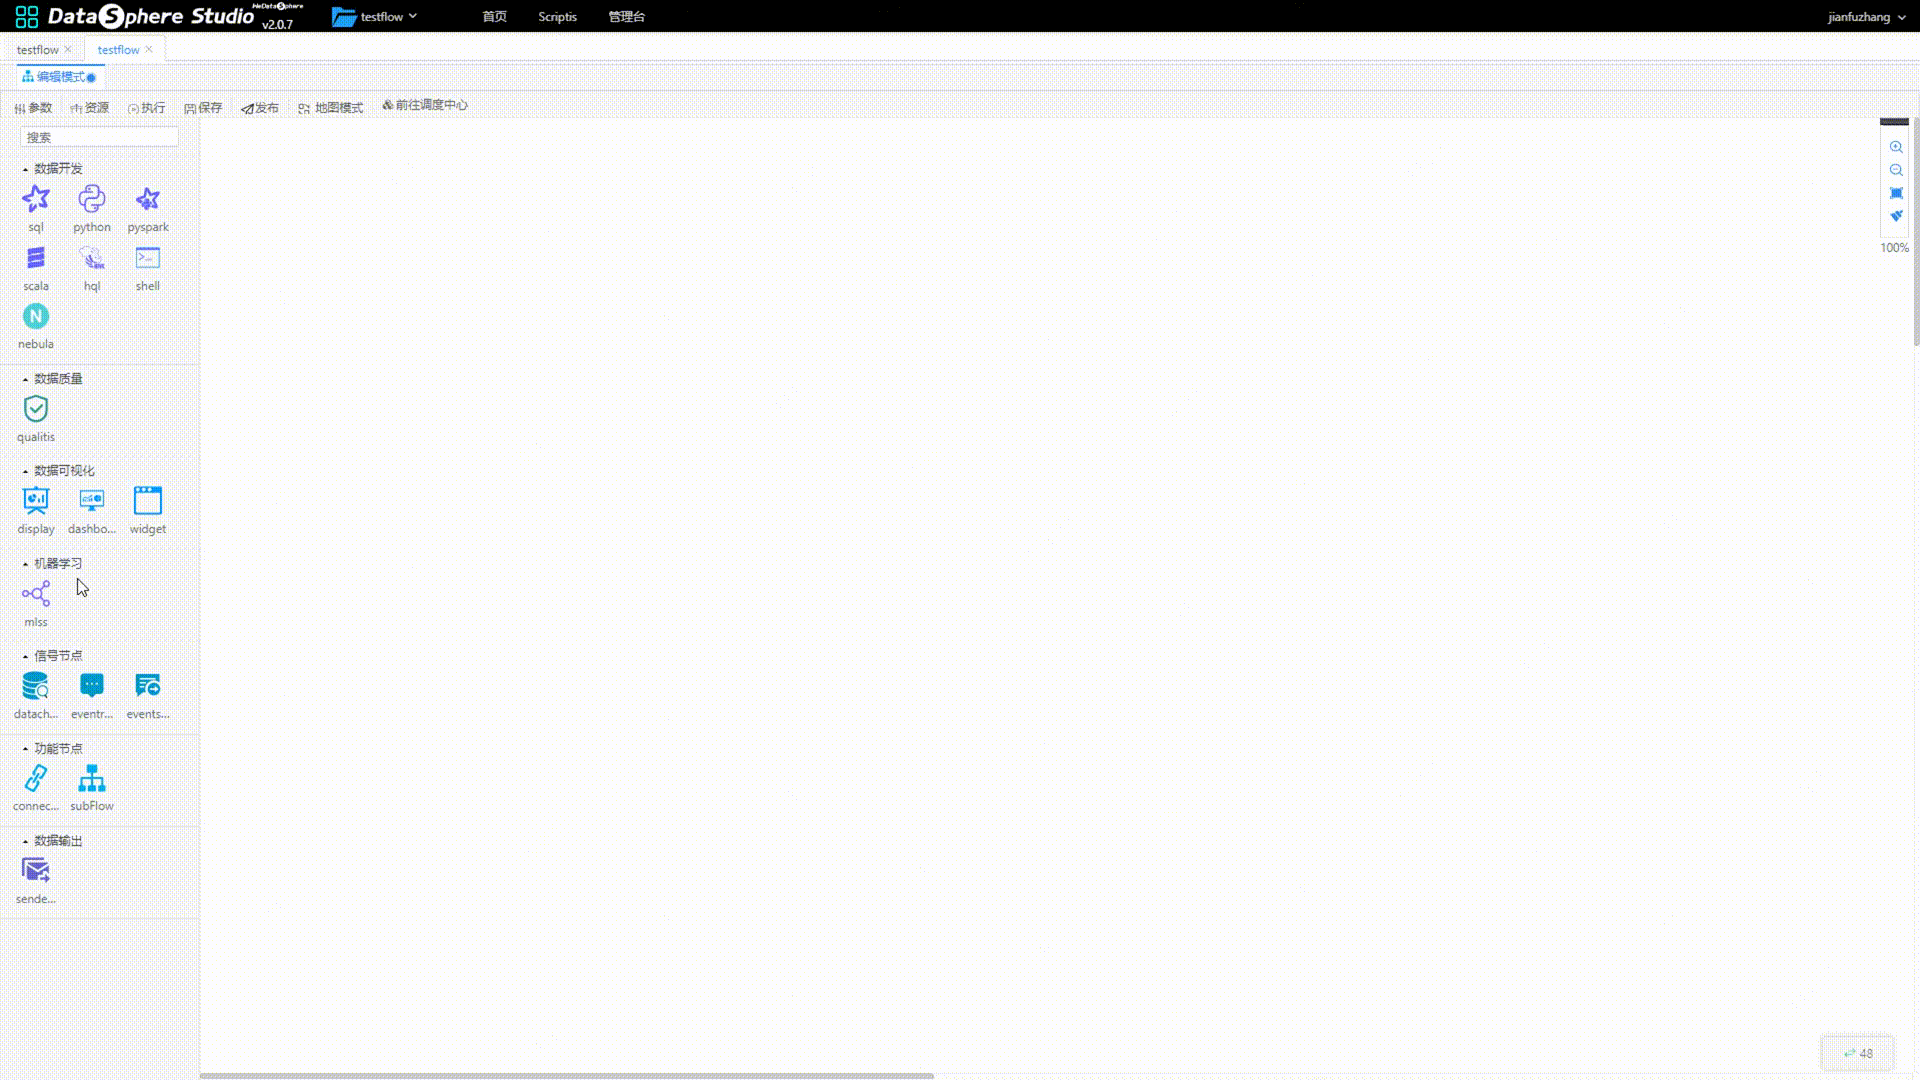 DataSphere Studio WeDataSphere v2.0.7 testflow 首页 Scriptis 管理台 jianfuzhang
testflow testflow
编辑模式
参数 资源 执行 保存 发布 地图模式 前往调度中心
搜索
数据开发
sql python pyspark
scala hql shell
nebula
100%
数据质量
qualitis
数据可视化
display dashbo... widget
机器学习
mlss
信号节点
datach... eventr... events...
功能节点
connec... subFlow
数据输出
sende...
48